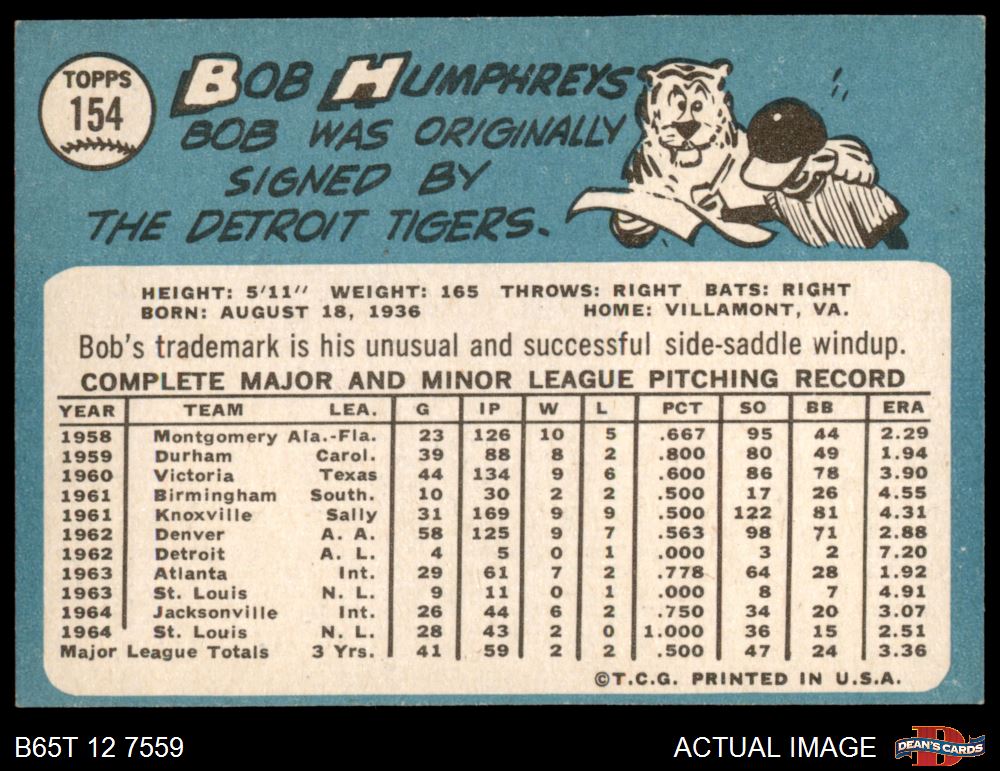 TOPPS
154
BOB HUMPHREYS
BOB WAS ORIGINALLY
SIGNED BY
THE DETROIT TIGERS.
HEIGHT: 5'11" WEIGHT: 165 THROWS: RIGHT BATS: RIGHT
BORN: AUGUST 18, 1936 HOME: VILLAMONT, VA.
Bob's trademark is his unusual and successful side-saddle windup.
COMPLETE MAJOR AND MINOR LEAGUE PITCHING RECORD
YEAR TEAM LEA. G IP W L PCT SO BB ERA
1958 Montgomery Ala.-Fla. 23 126 10 5 .667 95 44 2.29
1959 Durham Carol. 39 88 8 2 .800 80 49 1.94
1960 Victoria Texas 44 134 9 6 .600 86 78 3.90
1961 Birmingham South. 10 30 2 2 .500 17 26 4.55
1961 Knoxville Sally 31 169 9 9 .500 122 81 4.31
1962 Denver A. A. 58 125 9 7 .563 98 71 2.88
1962 Detroit A. L. 4 5 0 1 .000 3 2 7.20
1963 Atlanta Int. 29 61 7 2 .778 64 28 1.92
1963 St. Louis N. L. 9 11 0 1 .000 8 7 4.91
1964 Jacksonville Int. 26 44 6 2 .750 34 20 3.07
1964 St. Louis N. L. 28 43 2 0 1.000 36 15 2.51
Major League Totals 3 Yrs. 41 59 2 2 .500 47 24 3.36
©T.C.G. PRINTED IN U.S.A.
B65T 12 7559 ACTUAL IMAGE DEAN'S CARDS